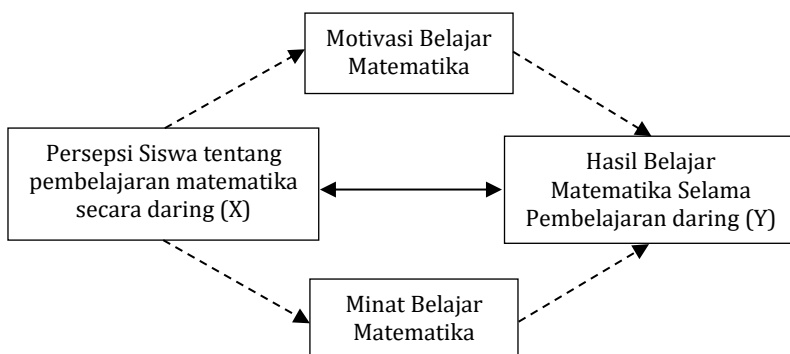 Motivasi Belajar
Matematika
Persepsi Siswa tentang
pembelajaran matematika
secara daring (X)
Hasil Belajar
Matematika Selama
Pembelajaran daring (Y)
Minat Belajar
Matematika